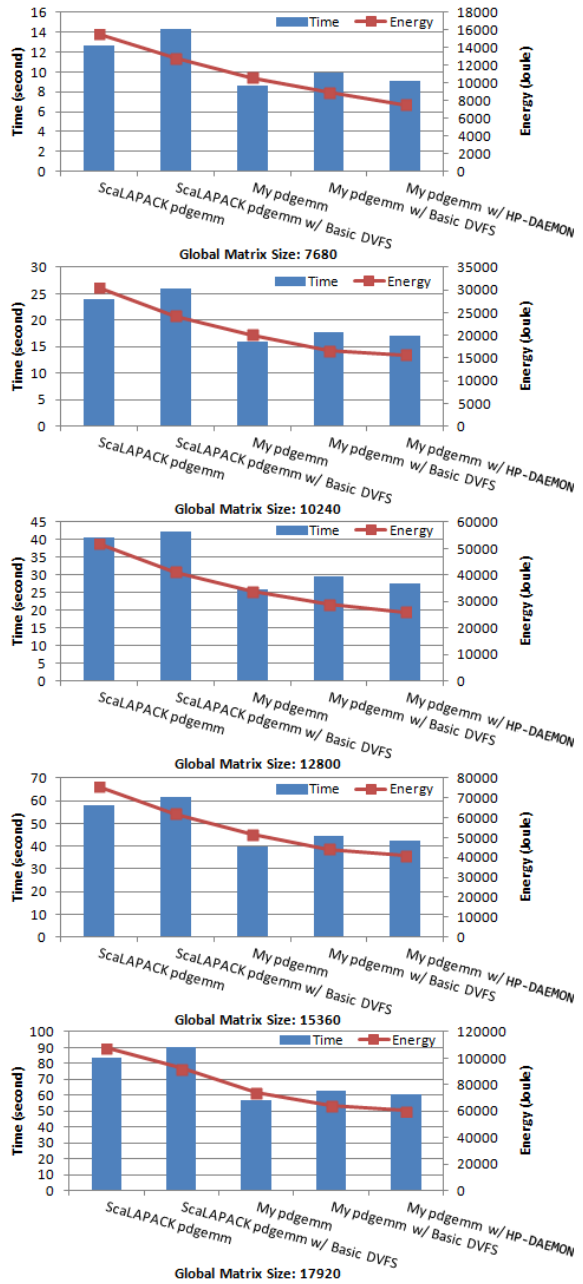 Time
Energy
Time (second)
16
14
12
10
8
6
4
2
0
Energy (Joule)
18000
16000
14000
12000
10000
8000
6000
4000
2000
0
ScaLAPACK pdgemm
ScaLAPACK pdgemm w/ Basic DVFS
My pdgemm
My pdgemm w/ Basic DVFS
My pdgemm w/ HP-DAEMON
Global Matrix Size: 7680
Time
Energy
Time (second)
30
25
20
15
10
5
0
Energy (Joule)
35000
30000
25000
20000
15000
10000
5000
0
ScaLAPACK pdgemm
ScaLAPACK pdgemm w/ Basic DVFS
My pdgemm
My pdgemm w/ Basic DVFS
My pdgemm w/ HP-DAEMON
Global Matrix Size: 10240
Time
Energy
Time (second)
45
40
35
30
25
20
15
10
5
0
Energy (Joule)
60000
50000
40000
30000
20000
10000
0
ScaLAPACK pdgemm
ScaLAPACK pdgemm w/ Basic DVFS
My pdgemm
My pdgemm w/ Basic DVFS
My pdgemm w/ HP-DAEMON
Global Matrix Size: 12800
Time
Energy
Time (second)
70
60
50
40
30
20
10
0
Energy (Joule)
80000
70000
60000
50000
40000
30000
20000
10000
0
ScaLAPACK pdgemm
ScaLAPACK pdgemm w/ Basic DVFS
My pdgemm
My pdgemm w/ Basic DVFS
My pdgemm w/ HP-DAEMON
Global Matrix Size: 15360
Time
Energy
Time (second)
100
90
80
70
60
50
40
30
20
10
0
Energy (Joule)
120000
100000
80000
60000
40000
20000
0
ScaLAPACK pdgemm
ScaLAPACK pdgemm w/ Basic DVFS
My pdgemm
My pdgemm w/ Basic DVFS
My pdgemm w/ HP-DAEMON
Global Matrix Size: 17920